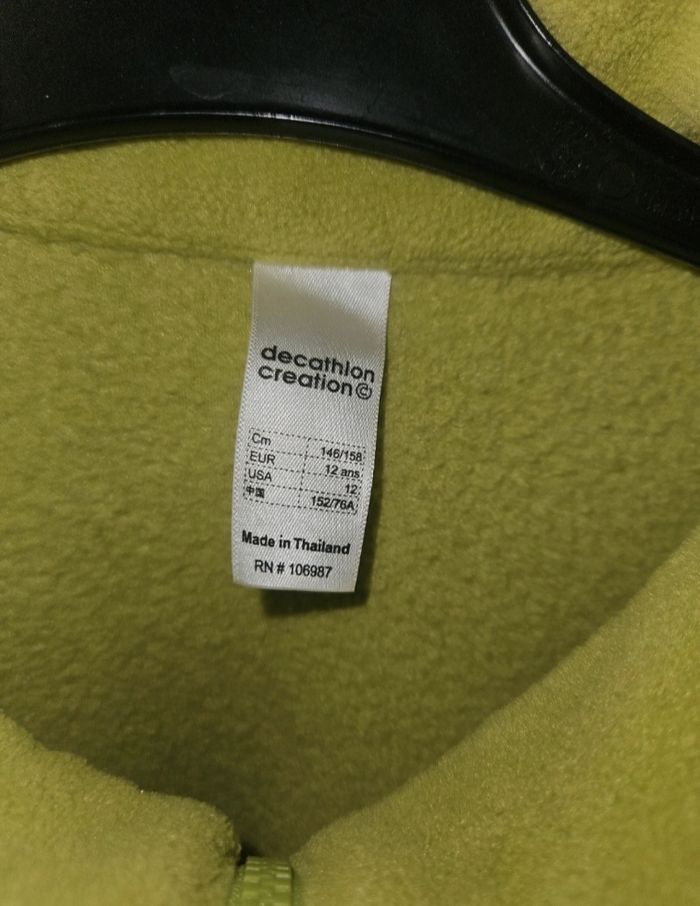 decathlon
creation©
Cm 146/158
EUR 12 ans
USA 12
中国 152/76A
Made in Thailand
RN # 106987